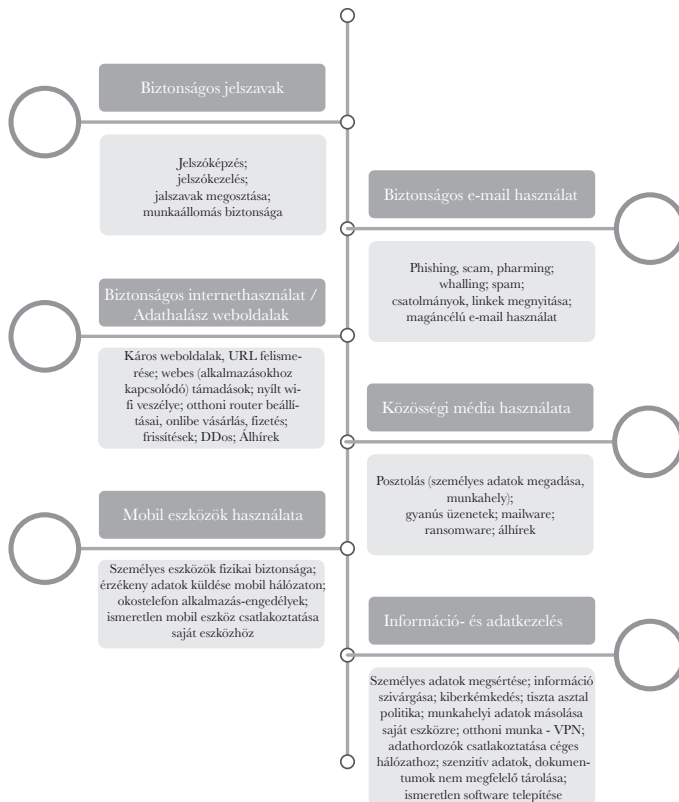 Biztonságos jelszavak
Jelszóképzés;
jelszókezelés;
jalszavak megosztása;
munkaállomás biztonsága
Biztonságos e-mail használat
Phishing, scam, pharming;
whalling; spam;
csatolmányok, linkek megnyitása;
magáncélú e-mail használat
Biztonságos internethasználat /
Adathalász weboldalak
Káros weboldalak, URL felisme-
rése; webes (alkalmazásokhoz
kapcsolódó) támadások; nyílt wi-
fi veszélye; otthoni router beállí-
tásai, onlibe vásárlás, fizetés;
frissítések; DDos; Álhírek
Közösségi média használata
Posztolás (személyes adatok megadása,
munkahely);
gyanús üzenetek; mailware;
ransomware; álhírek
Mobil eszközök használata
Személyes eszközök fizikai biztonsága;
érzékeny adatok küldése mobil hálózaton;
okostelefon alkalmazás-engedélyek;
ismeretlen mobil eszköz csatlakoztatása
saját eszközhöz
Információ- és adatkezelés
Személyes adatok megsértése; információ
szivárgása; kiberkémkedés; tiszta asztal
politika; munkahelyi adatok másolása
saját eszközre; otthoni munka - VPN;
adathordozók csatlakoztatása céges
hálózathoz; szenzitív adatok, dokumen-
tumok nem megfelelő tárolása;
ismeretlen software telepítése